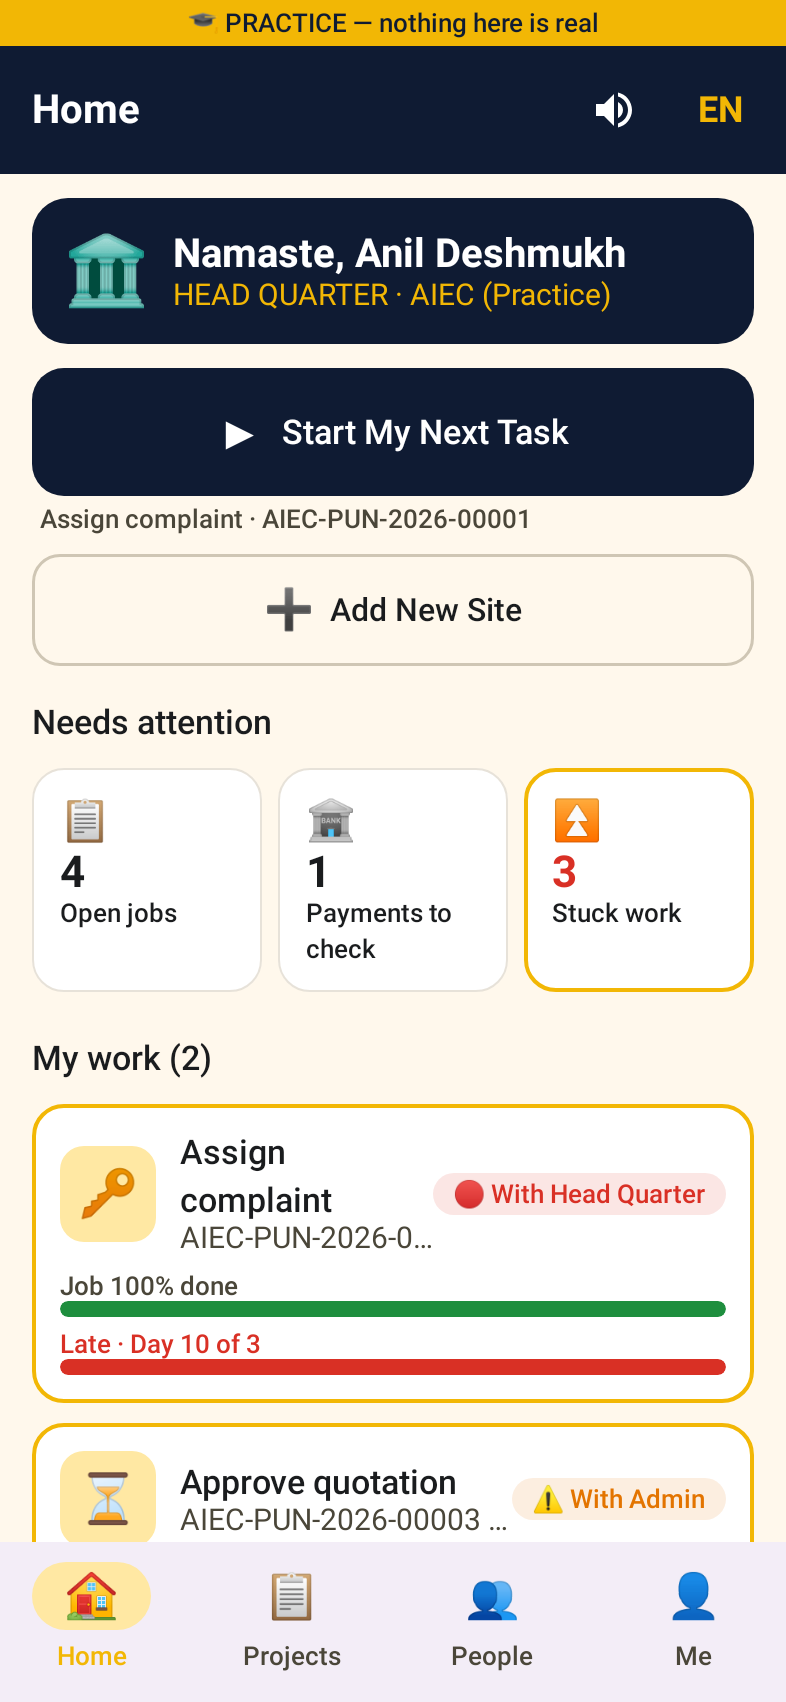 PRACTICE — nothing here is real
Home
EN
Namaste, Anil Deshmukh
HEAD QUARTER · AIEC (Practice)
Start My Next Task
Assign complaint · AIEC-PUN-2026-00001
Add New Site
Needs attention
4
Open jobs
BANK
1
Payments to
check
3
Stuck work
My work (2)
Assign
complaint
AIEC-PUN-2026-0...
With Head Quarter
Job 100% done
Late · Day 10 of 3
Approve quotation
AIEC-PUN-2026-00003 ...
With Admin
Home
Projects
People
Me